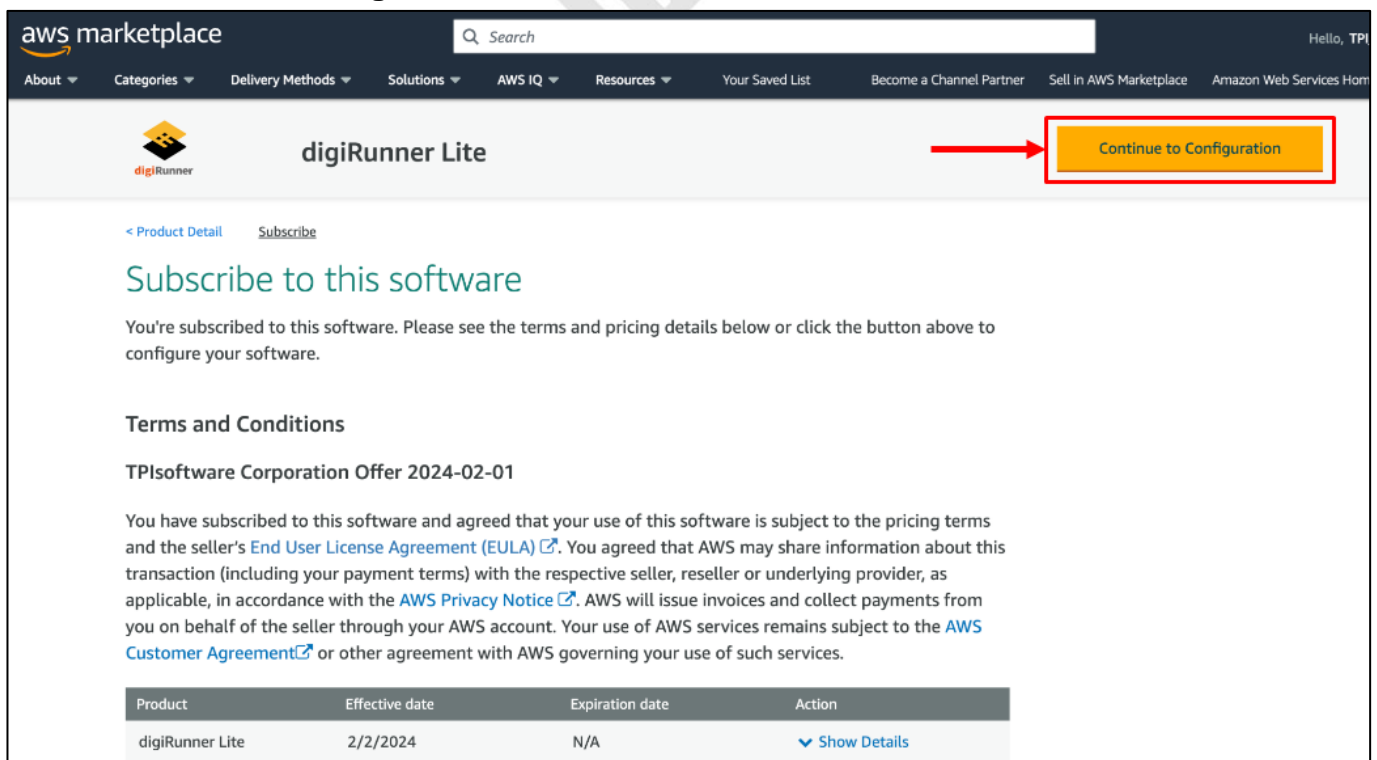 aws marketplace
Search
Hello, TPI
About
Categories
Delivery Methods
Solutions
AWS IQ
Resources
Your Saved List
Become a Channel Partner
Sell in AWS Marketplace
Amazon Web Services Hom
digiRunner
digiRunner Lite
Continue to Configuration
< Product Detail
Subscribe
Subscribe to this software
You're subscribed to this software. Please see the terms and pricing details below or click the button above to
configure your software.
Terms and Conditions
TPIsoftware Corporation Offer 2024-02-01
You have subscribed to this software and agreed that your use of this software is subject to the pricing terms
and the seller's End User License Agreement (EULA). You agreed that AWS may share information about this
transaction (including your payment terms) with the respective seller, reseller or underlying provider, as
applicable, in accordance with the AWS Privacy Notice. AWS will issue invoices and collect payments from
you on behalf of the seller through your AWS account. Your use of AWS services remains subject to the AWS
Customer Agreement or other agreement with AWS governing your use of such services.
Product Effective date Expiration date Action
digiRunner Lite 2/2/2024 N/A Show Details